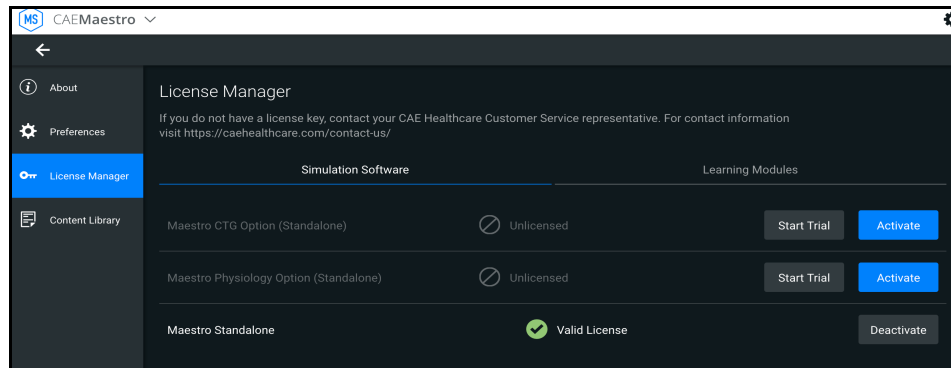 MS CAEMaestro
About
Preferences
License Manager
Content Library
License Manager
If you do not have a license key, contact your CAE Healthcare Customer Service representative. For contact information
visit https://caehealthcare.com/contact-us/
Simulation Software Learning Modules
Maestro CTG Option (Standalone) Unlicensed Start Trial Activate
Maestro Physiology Option (Standalone) Unlicensed Start Trial Activate
Maestro Standalone Valid License Deactivate